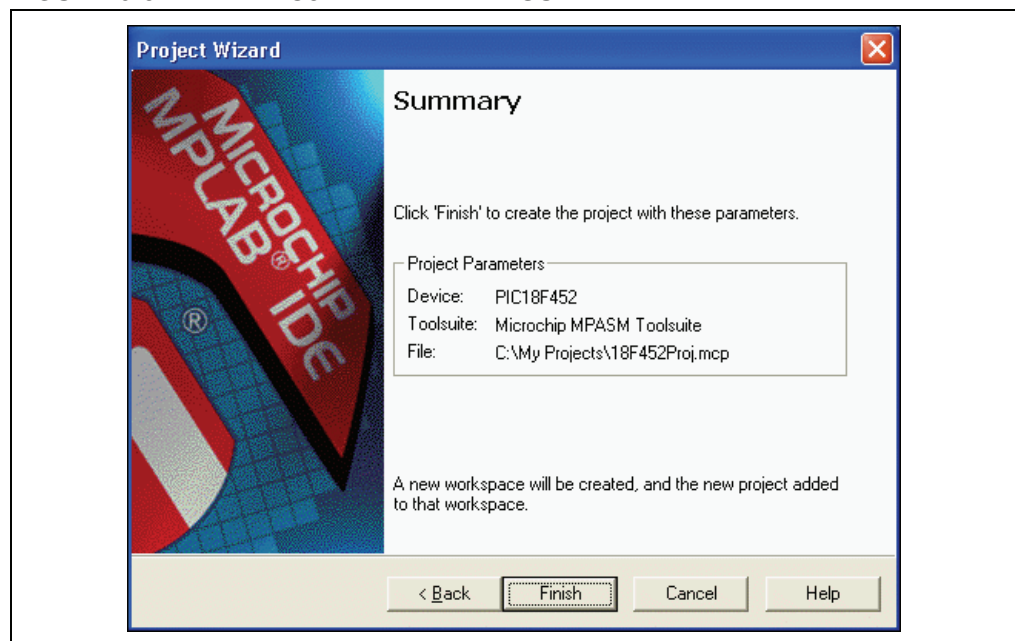 Project Wizard
MICROCHIP
MPLAB® IDE
®
Summary
Click 'Finish' to create the project with these parameters.
Project Parameters
Device: PIC18F452
Toolsuite: Microchip MPASM Toolsuite
File: C:\My Projects\18F452Proj.mcp
A new workspace will be created, and the new project added
to that workspace.
< Back Finish Cancel Help